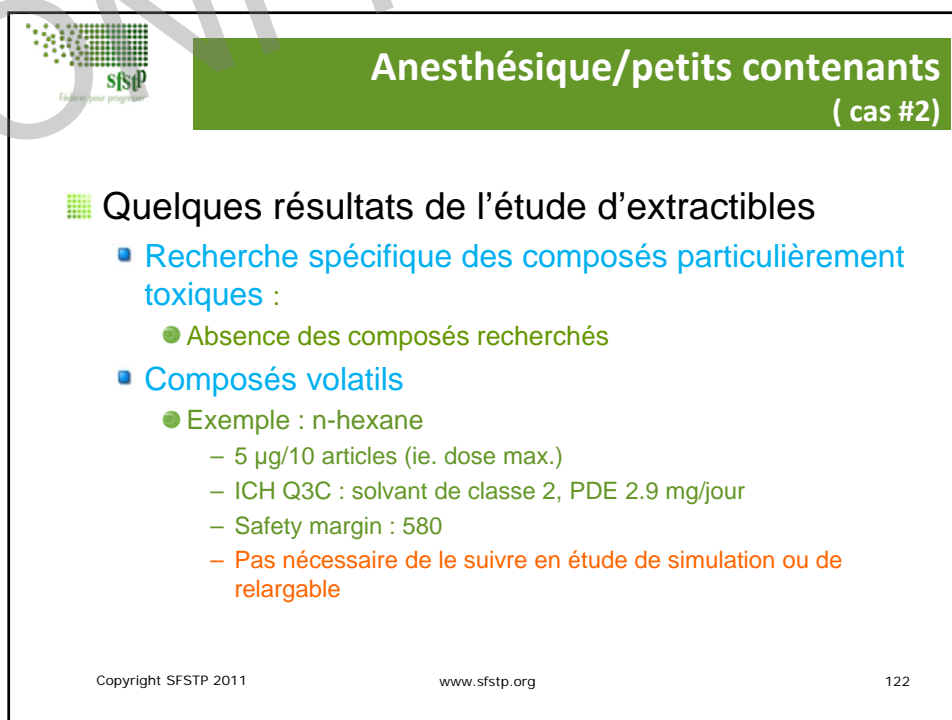 sfstp
Fédérer pour progresser
Anesthésique/petits contenants
( cas #2)
Quelques résultats de l'étude d'extractibles
Recherche spécifique des composés particulièrement
toxiques :
Absence des composés recherchés
Composés volatils
Exemple : n-hexane
– 5 µg/10 articles (ie. dose max.)
– ICH Q3C : solvant de classe 2, PDE 2.9 mg/jour
– Safety margin : 580
– Pas nécessaire de le suivre en étude de simulation ou de
relargable
Copyright SFSTP 2011
www.sfstp.org
122